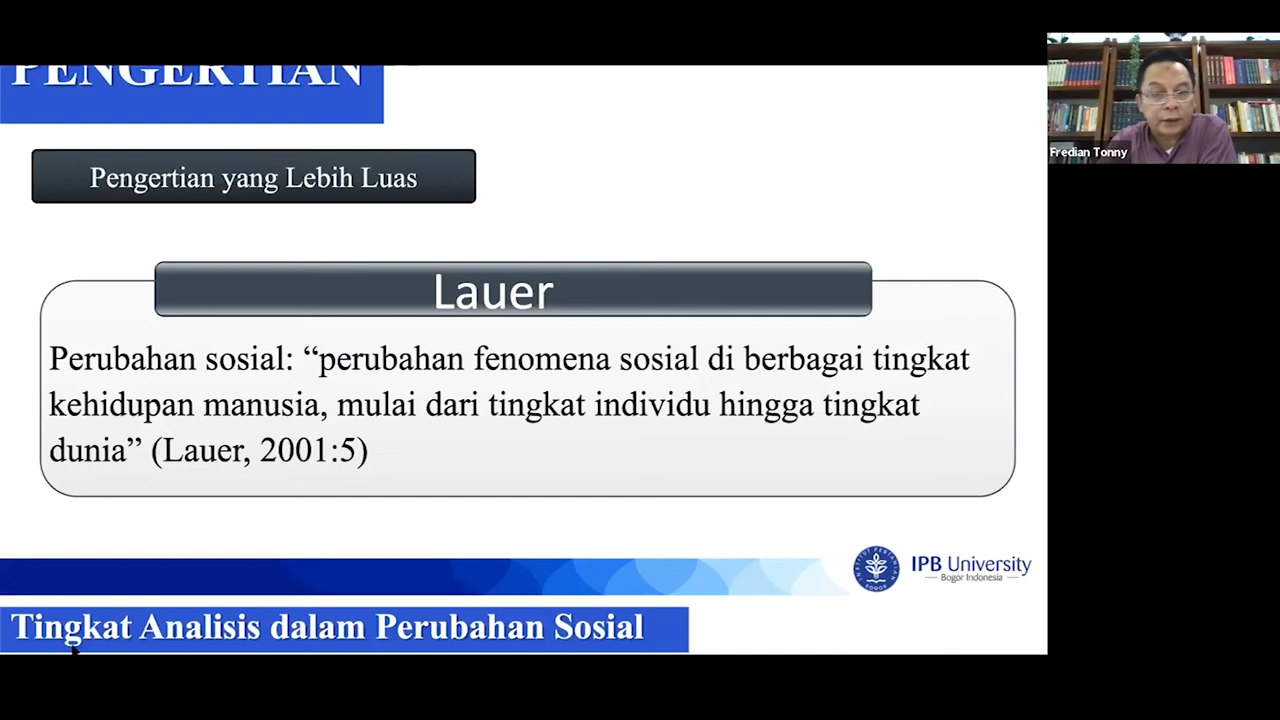 PENGERTIAN
Fredian Tonny
Pengertian yang Lebih Luas
Lauer
Perubahan sosial: “perubahan fenomena sosial di berbagai tingkat
kehidupan manusia, mulai dari tingkat individu hingga tingkat
dunia” (Lauer, 2001:5)
IPB University
Bogor Indonesia
Tingkat Analisis dalam Perubahan Sosial